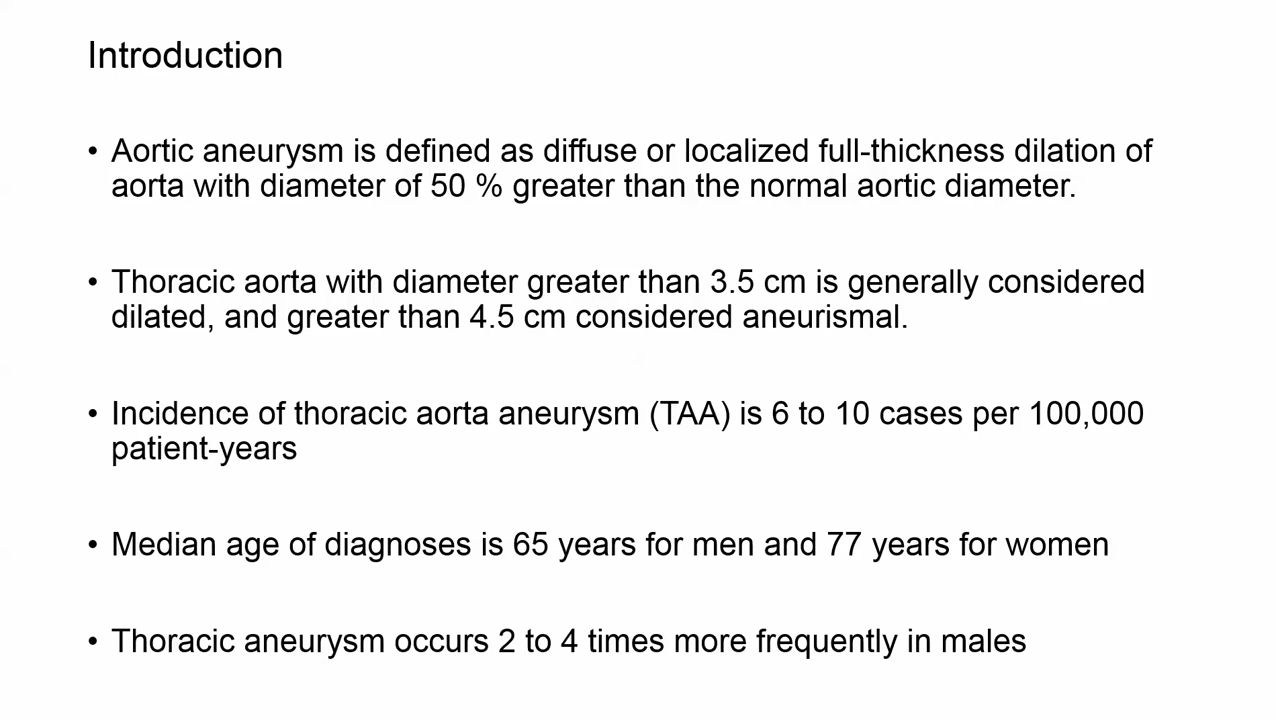 Introduction
• Aortic aneurysm is defined as diffuse or localized full-thickness dilation of
aorta with diameter of 50 % greater than the normal aortic diameter.
• Thoracic aorta with diameter greater than 3.5 cm is generally considered
dilated, and greater than 4.5 cm considered aneurismal.
• Incidence of thoracic aorta aneurysm (TAA) is 6 to 10 cases per 100,000
patient-years
• Median age of diagnoses is 65 years for men and 77 years for women
• Thoracic aneurysm occurs 2 to 4 times more frequently in males